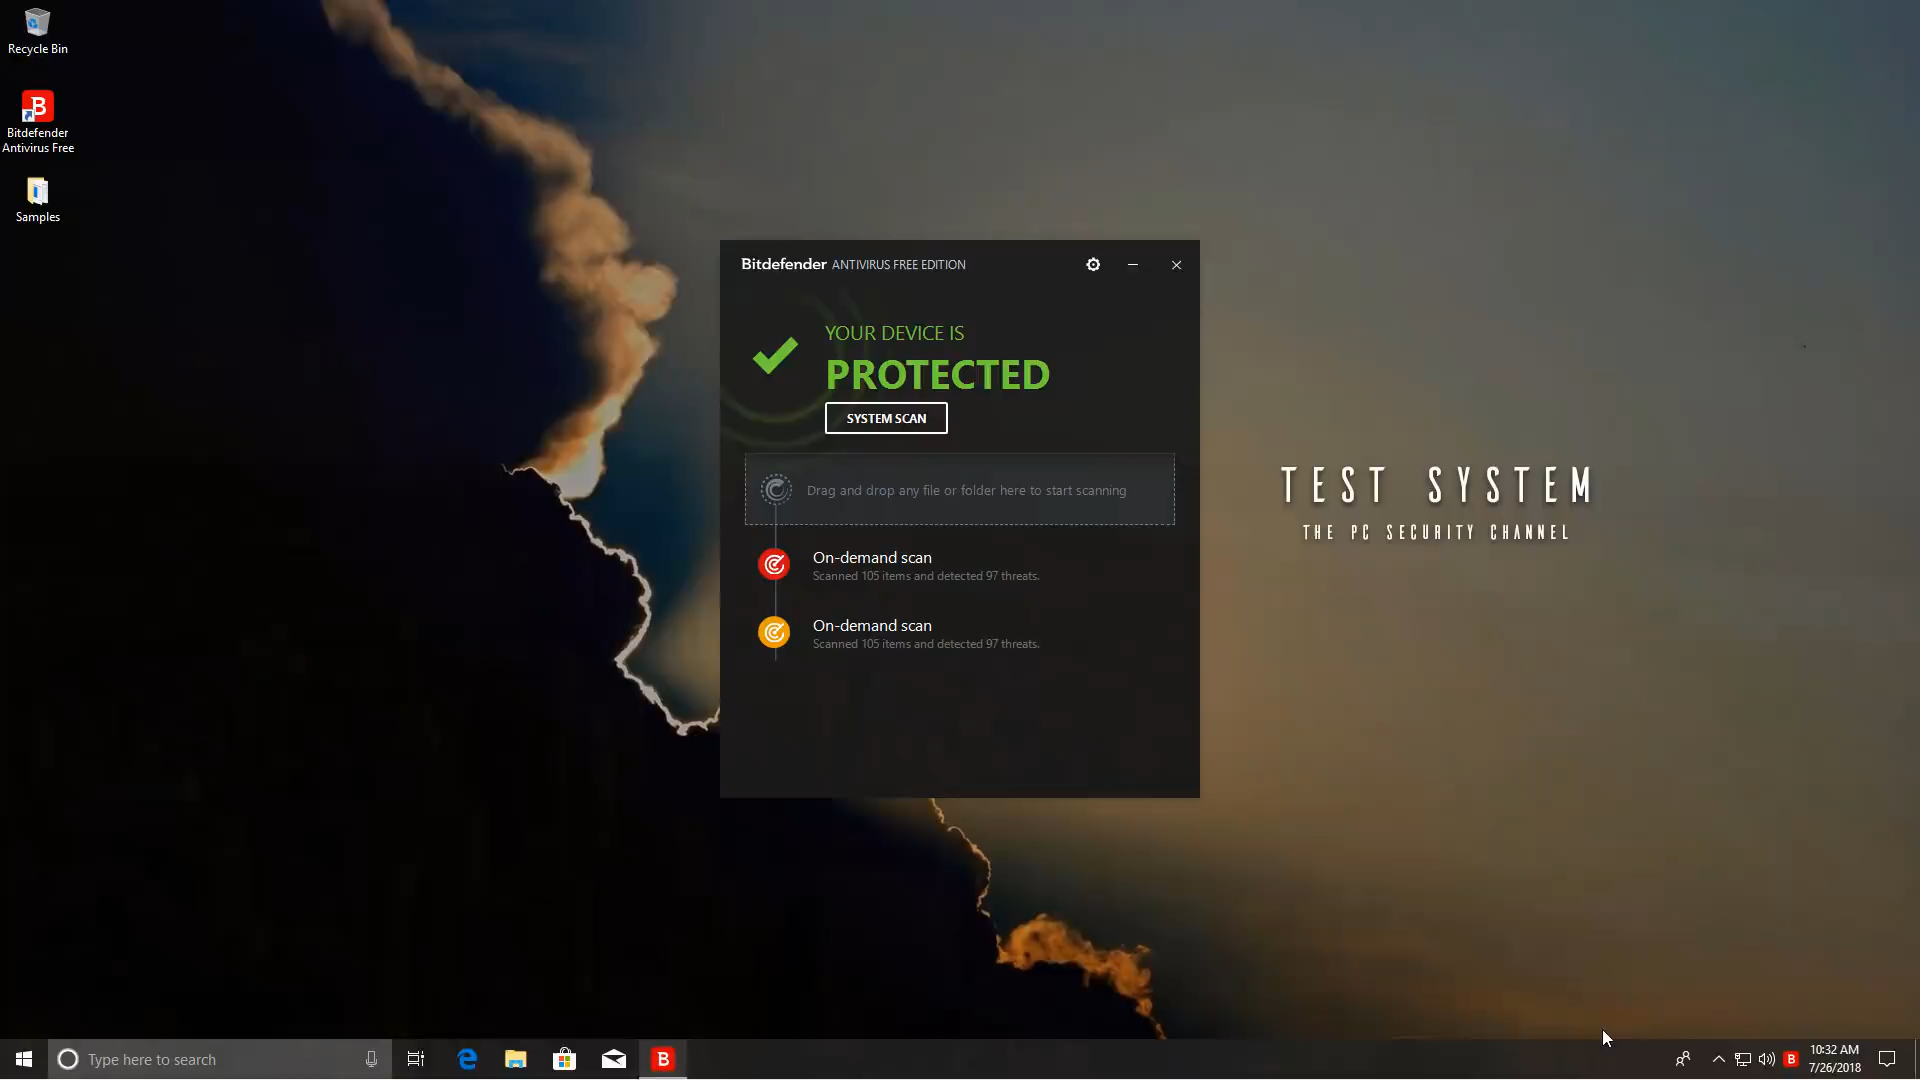 Recycle Bin
Bitdefender
Antivirus Free
Samples
Bitdefender ANTIVIRUS FREE EDITION
YOUR DEVICE IS
PROTECTED
SYSTEM SCAN
Drag and drop any file or folder here to start scanning
On-demand scan
Scanned 105 items and detected 97 threats.
On-demand scan
Scanned 105 items and detected 97 threats.
TEST SYSTEM
THE PC SECURITY CHANNEL
Type here to search
10:32 AM
7/26/2018